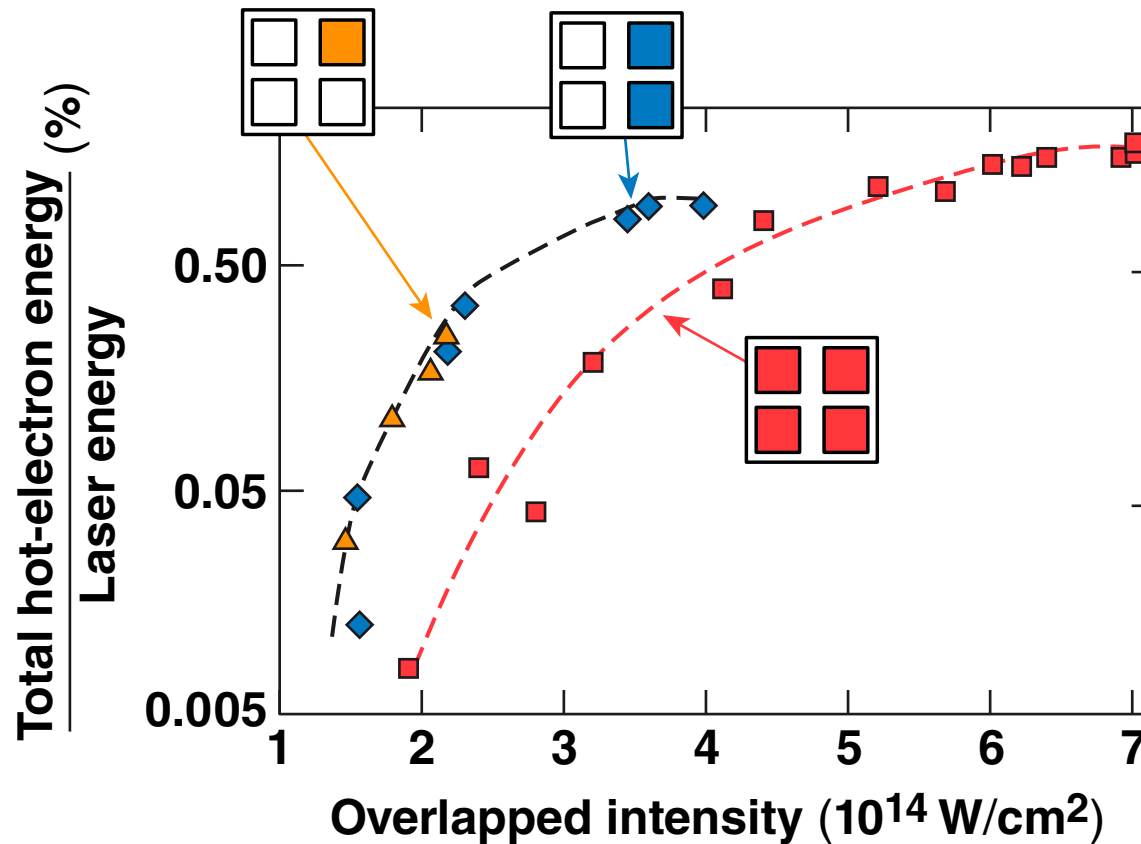 Total hot-electron energy (%)
Laser energy
0.50
0.05
0.005
1 2 3 4 5 6 7
Overlapped intensity (10¹⁴ W/cm²)